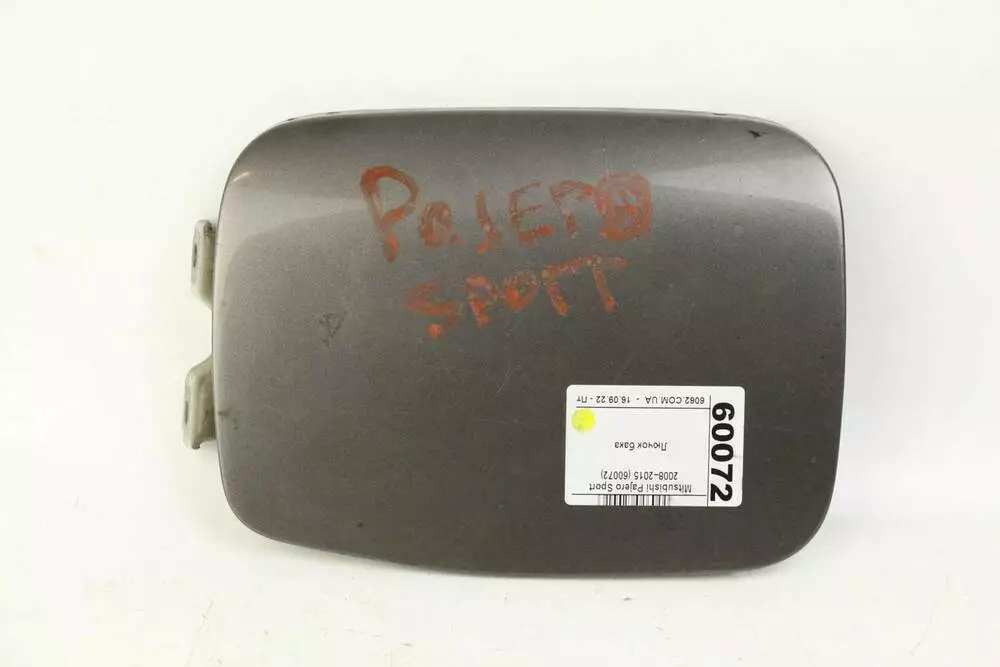 PaJERO
SPORT
60072
Mitsubishi Pajero Sport
2008-2015 (60072)
Лючок бака
6062.COM.UA - 16.09.22 - Пт